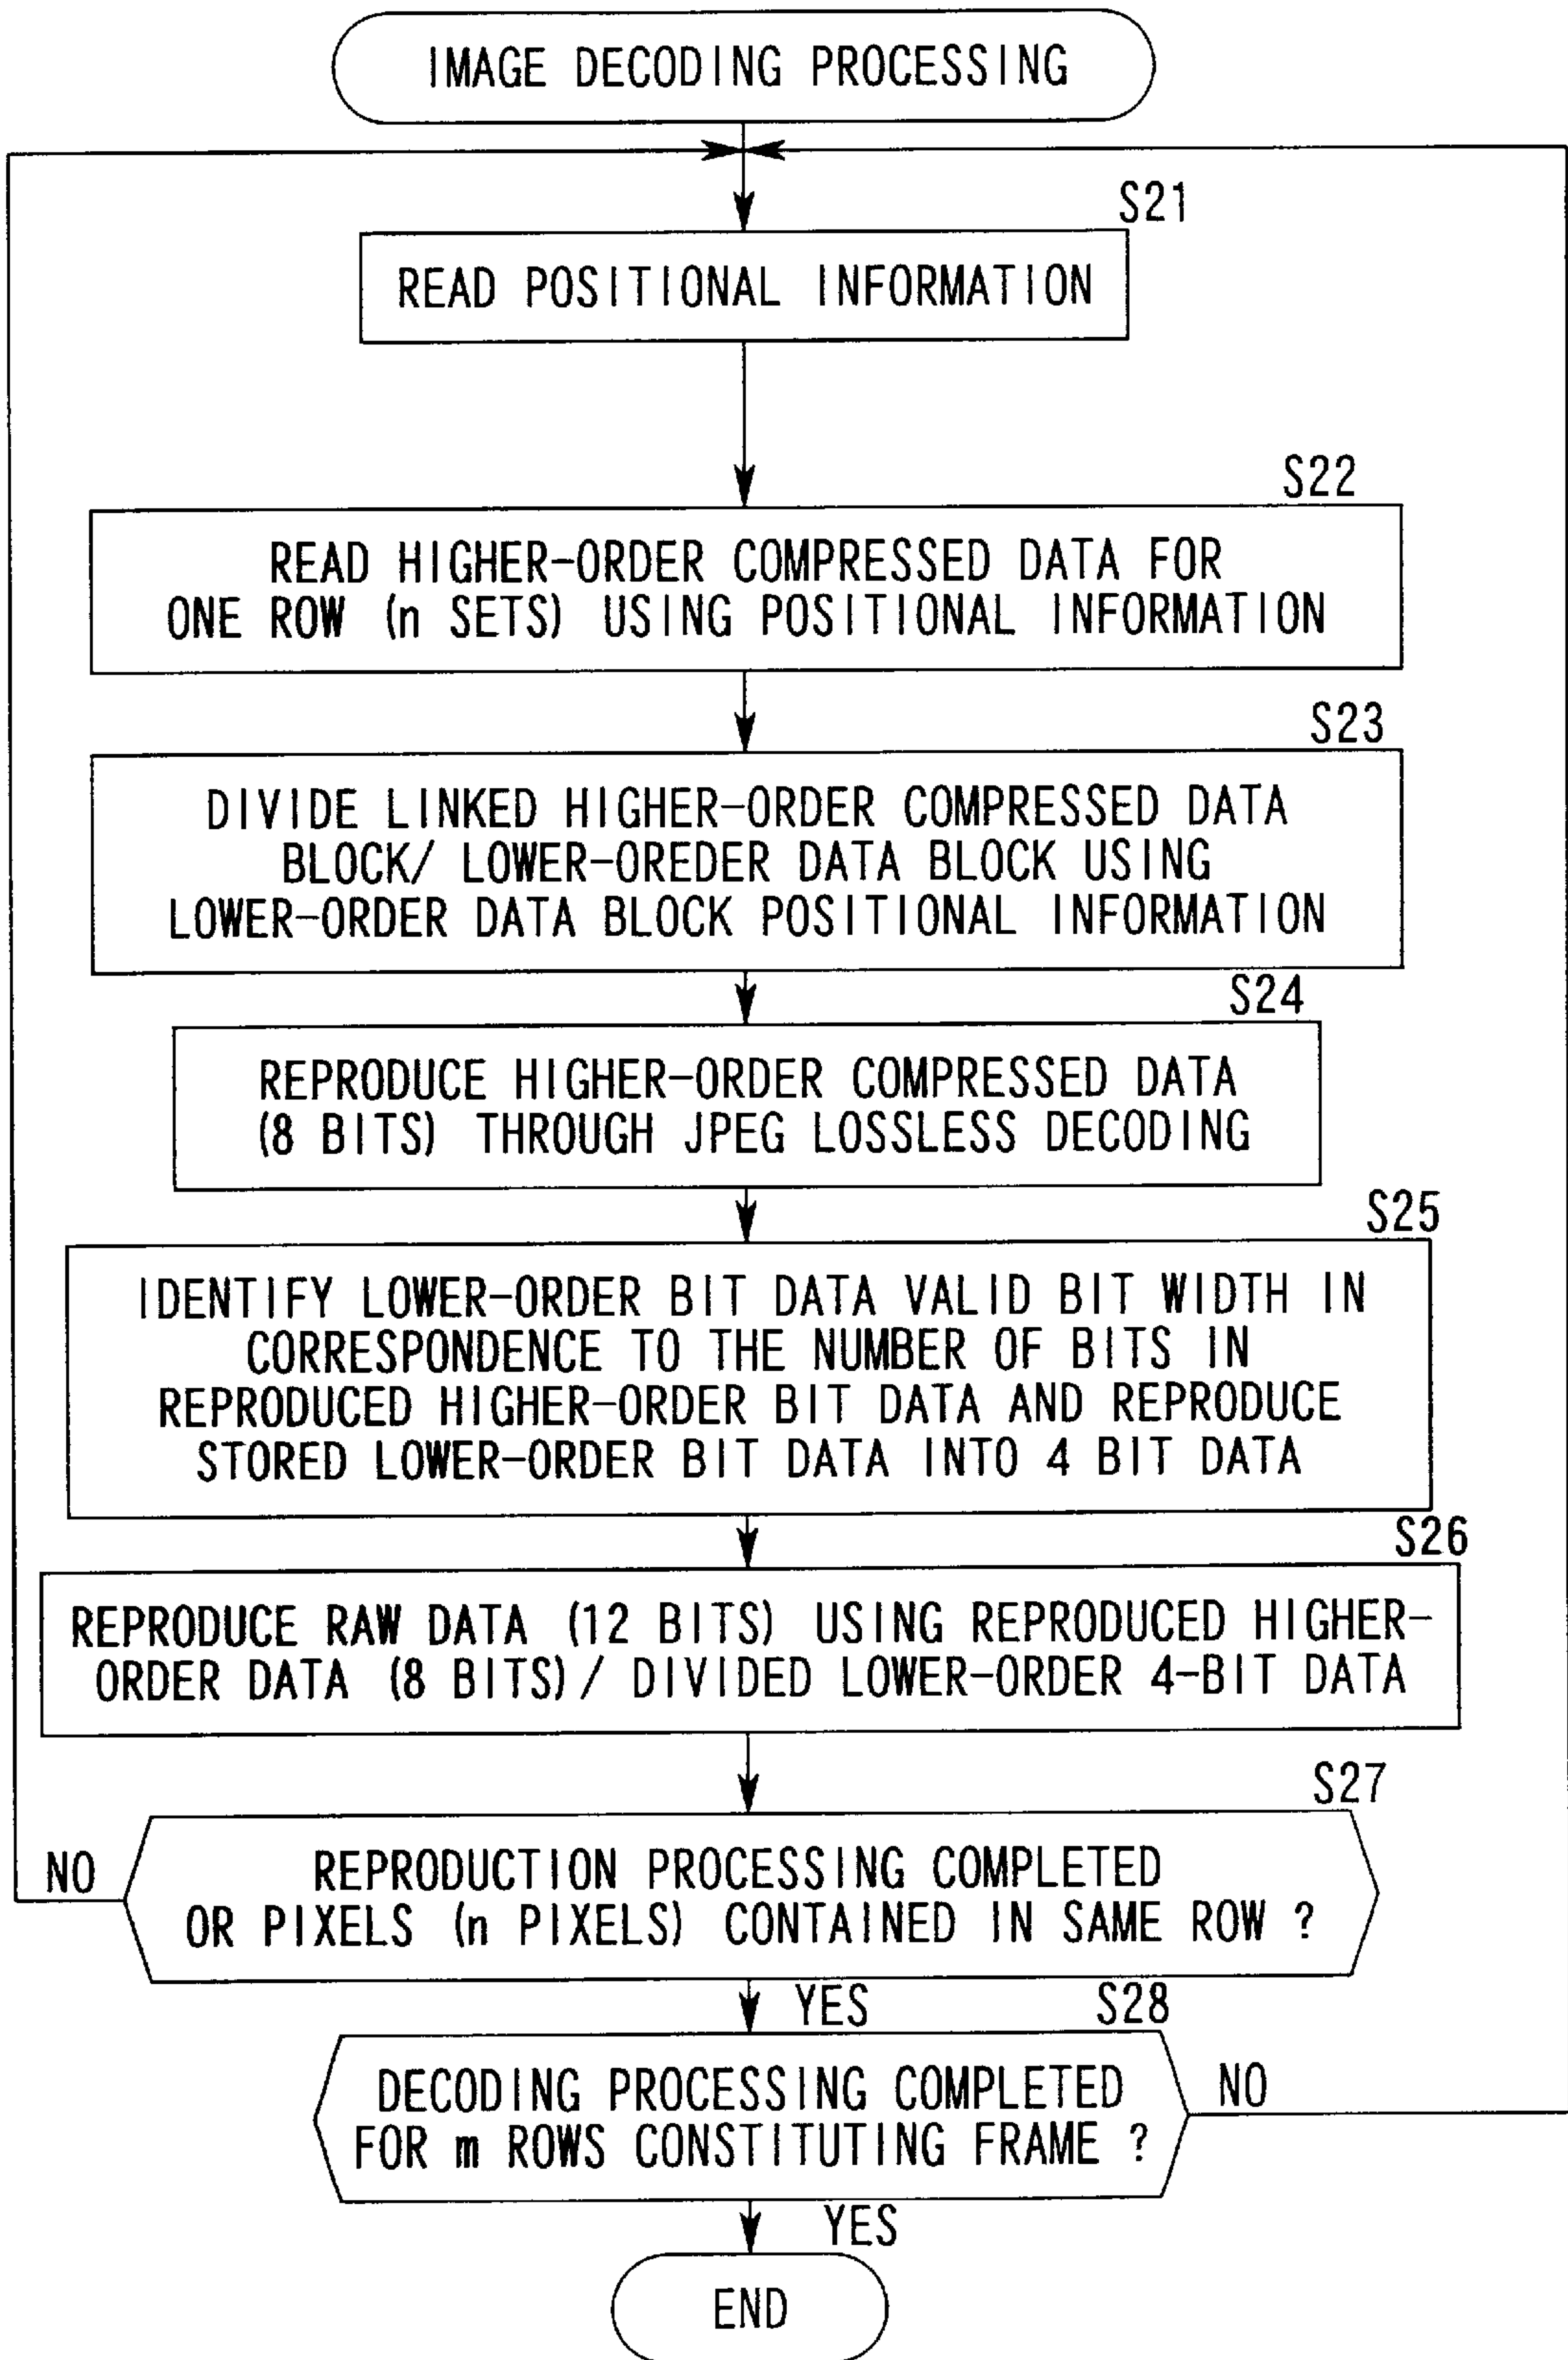 IMAGE DECODING PROCESSING
S21
READ POSITIONAL INFORMATION
S22
READ HIGHER-ORDER COMPRESSED DATA FOR
ONE ROW (n SETS) USING POSITIONAL INFORMATION
S23
DIVIDE LINKED HIGHER-ORDER COMPRESSED DATA
BLOCK/ LOWER-OREDER DATA BLOCK USING
LOWER-ORDER DATA BLOCK POSITIONAL INFORMATION
S24
REPRODUCE HIGHER-ORDER COMPRESSED DATA
(8 BITS) THROUGH JPEG LOSSLESS DECODING
S25
IDENTIFY LOWER-ORDER BIT DATA VALID BIT WIDTH IN
CORRESPONDENCE TO THE NUMBER OF BITS IN
REPRODUCED HIGHER-ORDER BIT DATA AND REPRODUCE
STORED LOWER-ORDER BIT DATA INTO 4 BIT DATA
S26
REPRODUCE RAW DATA (12 BITS) USING REPRODUCED HIGHER-
ORDER DATA (8 BITS)/ DIVIDED LOWER-ORDER 4-BIT DATA
S27
NO
REPRODUCTION PROCESSING COMPLETED
OR PIXELS (n PIXELS) CONTAINED IN SAME ROW ?
YES
S28
DECODING PROCESSING COMPLETED
FOR m ROWS CONSTITUTING FRAME ?
NO
YES
END